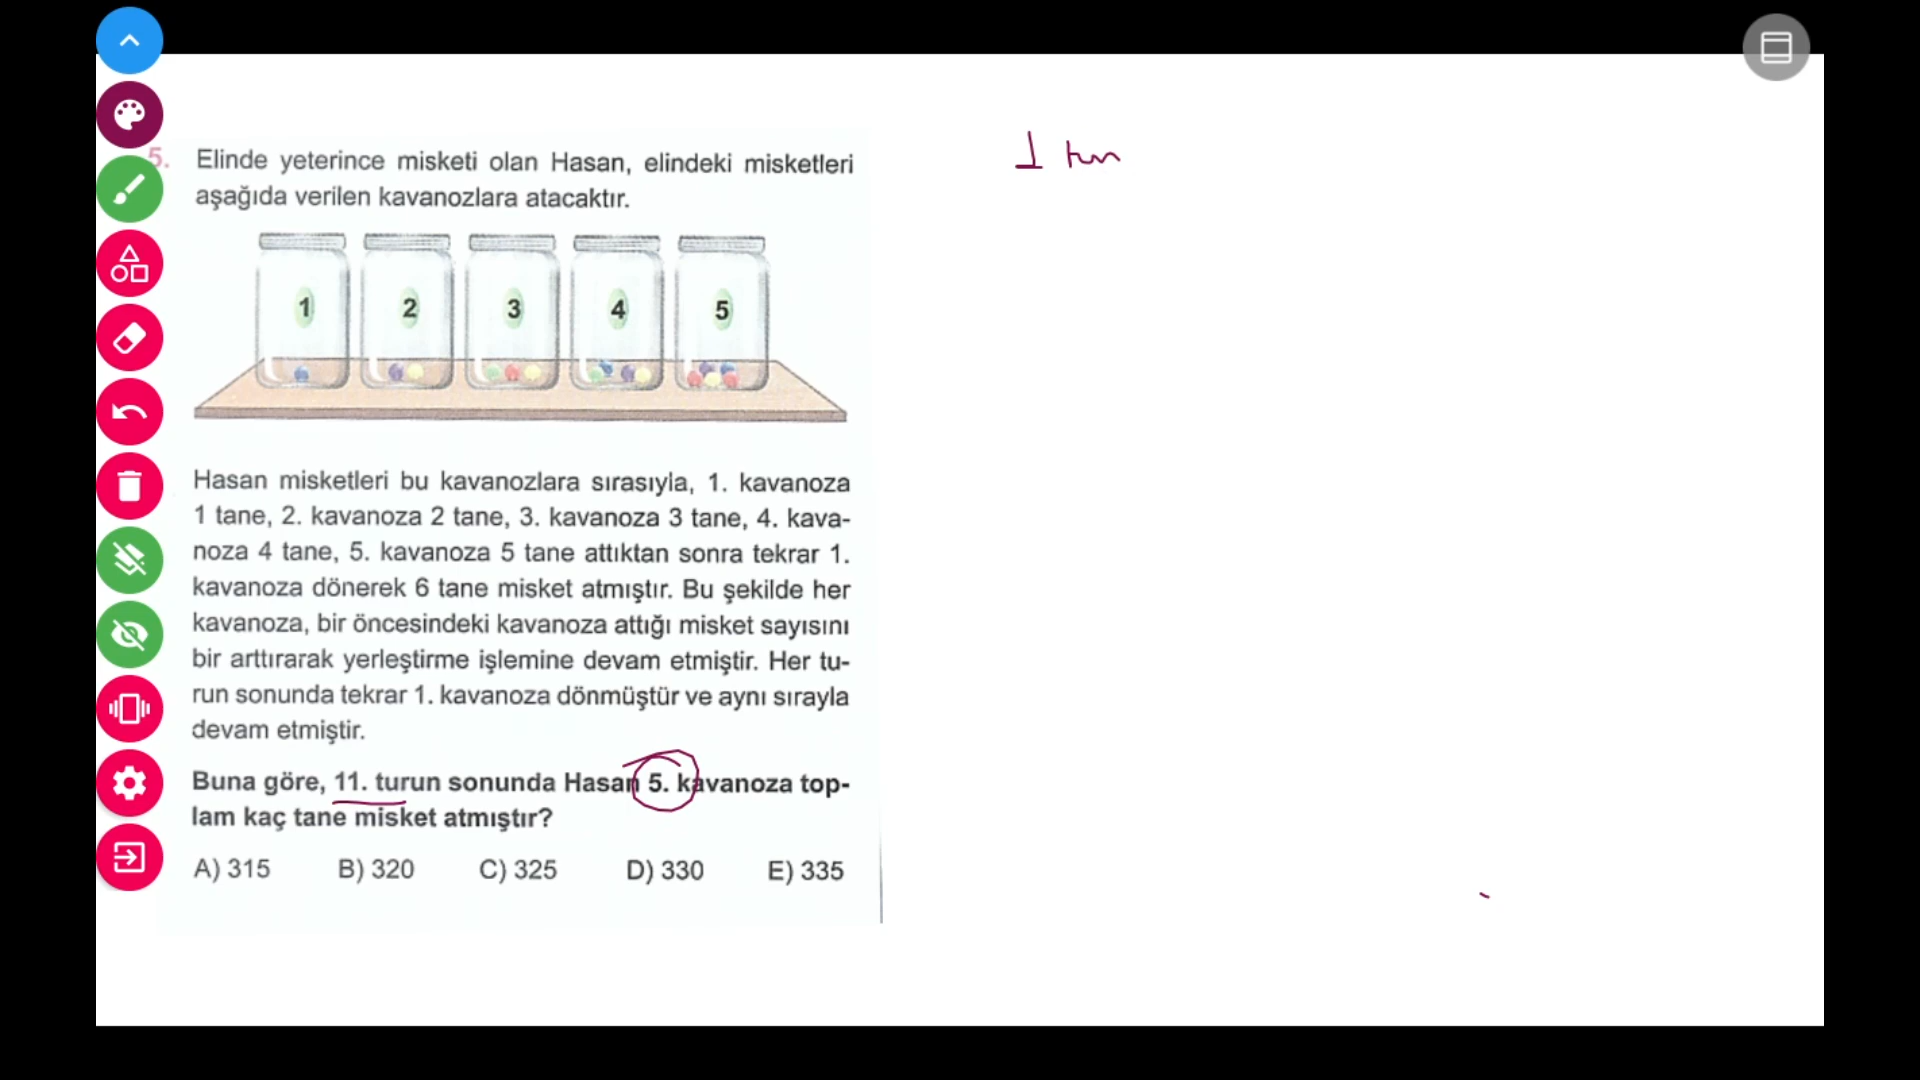 5. Elinde yeterince misketi olan Hasan, elindeki misketleri
aşağıda verilen kavanozlara atacaktır.
1 2 3 4 5
Hasan misketleri bu kavanozlara sırasıyla, 1. kavanoza
1 tane, 2. kavanoza 2 tane, 3. kavanoza 3 tane, 4. kava-
noza 4 tane, 5. kavanoza 5 tane attıktan sonra tekrar 1.
kavanoza dönerek 6 tane misket atmıştır. Bu şekilde her
kavanoza, bir öncesindeki kavanoza attığı misket sayısını
bir arttırarak yerleştirme işlemine devam etmiştir. Her tu-
run sonunda tekrar 1. kavanoza dönmüştür ve aynı sırayla
devam etmiştir.
Buna göre, 11. turun sonunda Hasan 5. kavanoza top-
lam kaç tane misket atmıştır?
A) 315 B) 320 C) 325 D) 330 E) 335
1